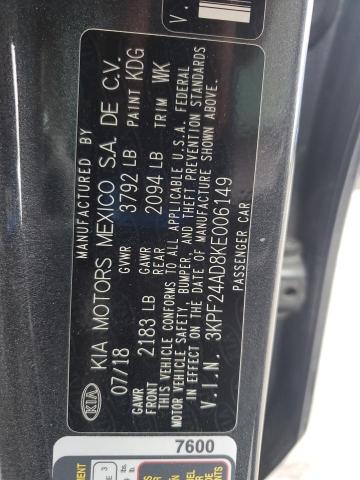 MANUFACTURED BY
KIA KIA MOTORS MEXICO S.A. DE C.V.
07/18 GVWR 3792 LB PAINT KDG
GAWR FRONT 2183 LB GAWR REAR 2094 LB TRIM WK
THIS VEHICLE CONFORMS TO ALL APPLICABLE U.S.A. FEDERAL
MOTOR VEHICLE SAFETY, BUMPER, AND THEFT PREVENTION STANDARDS
IN EFFECT ON THE DATE OF MANUFACTURE SHOWN ABOVE.
V.I.N. 3KPF24AD8KE006149
PASSENGER CAR
7600
V.